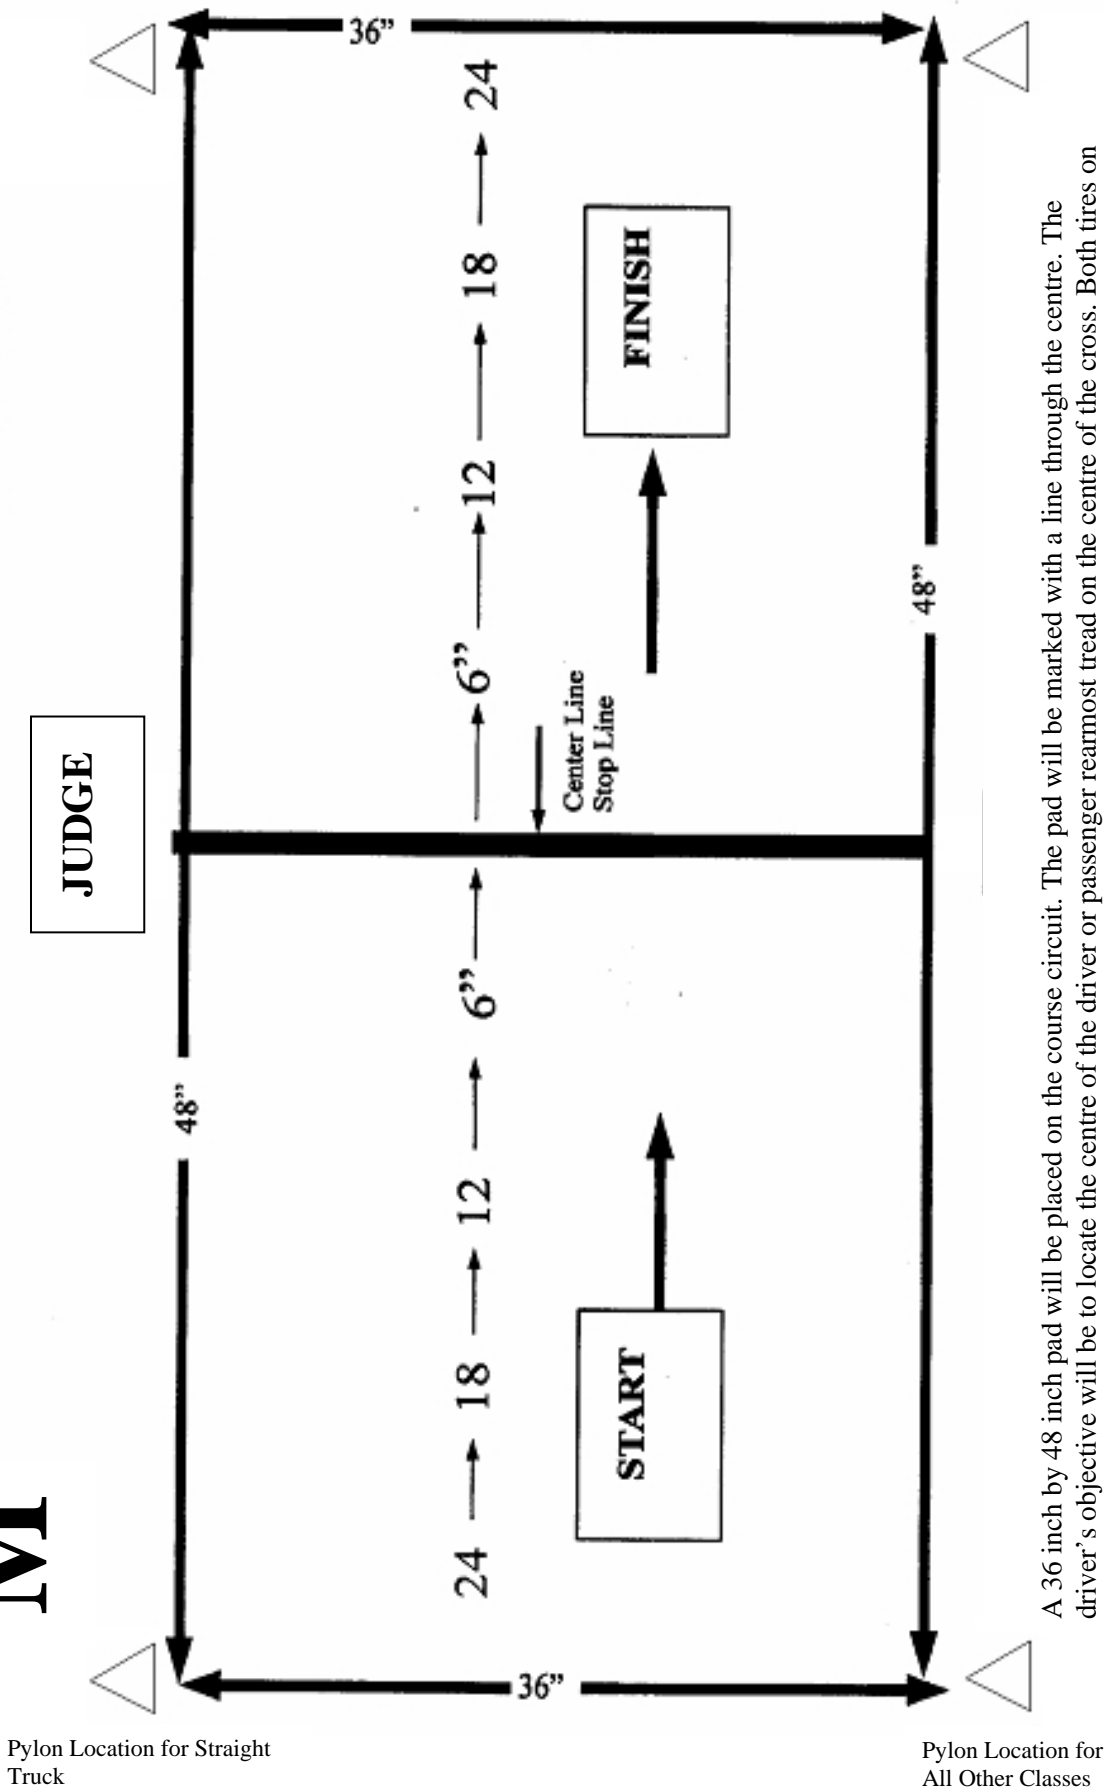 M
JUDGE
36”
48”
24 18 12 6” 6” 12 18 24
Center Line
Stop Line
START
FINISH
48”
36”
A 36 inch by 48 inch pad will be placed on the course circuit. The pad will be marked with a line through the centre. The
driver’s objective will be to locate the centre of the driver or passenger rearmost tread on the centre of the cross. Both tires on
Pylon Location for Straight
Truck
Pylon Location for
All Other Classes